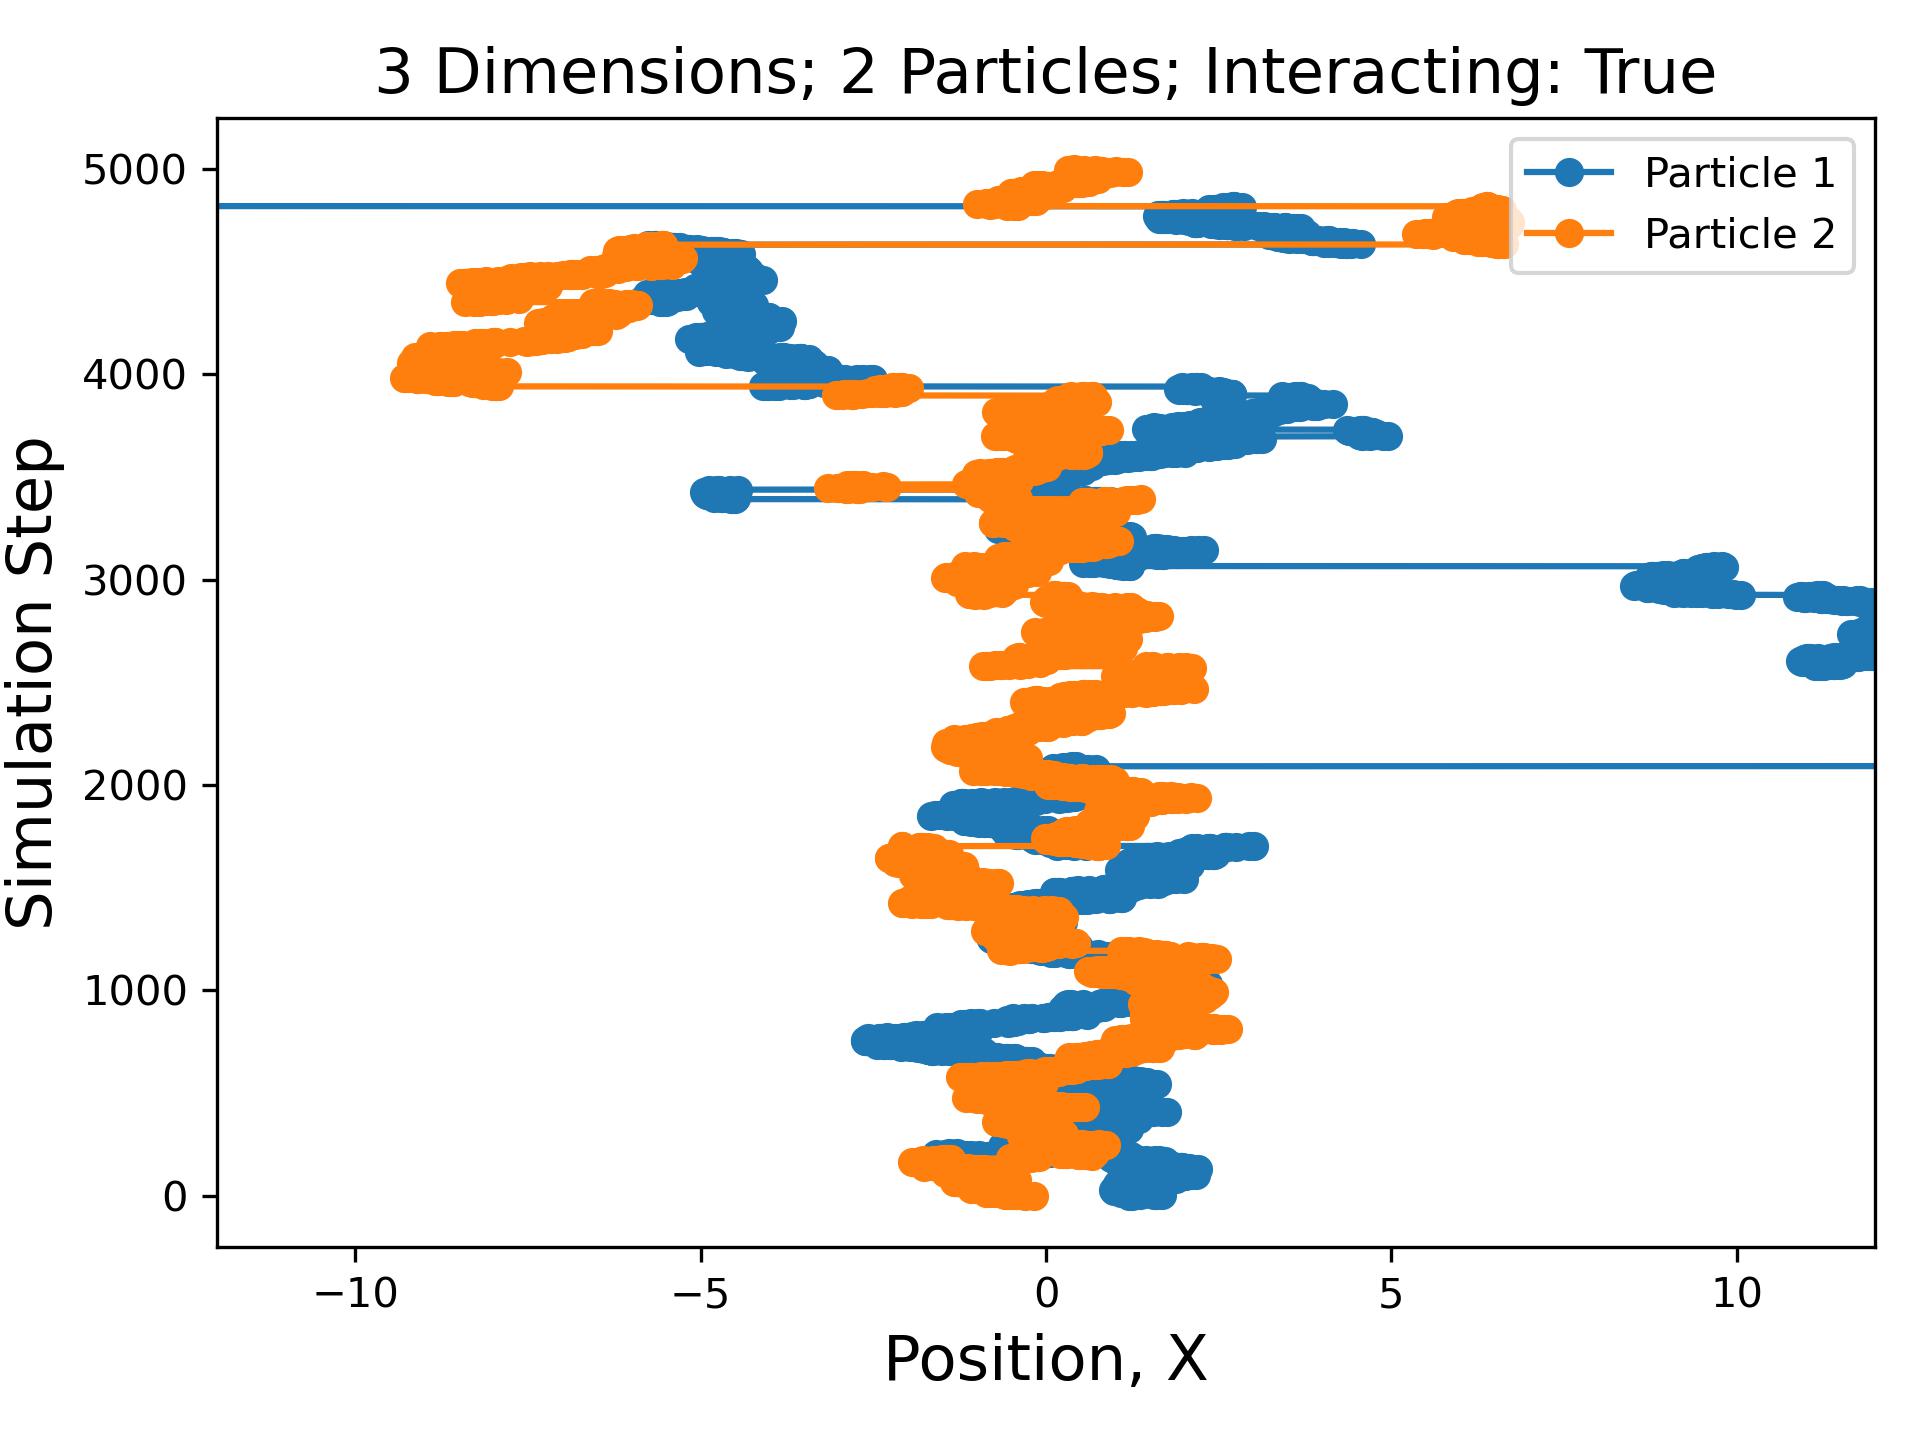 3 Dimensions; 2 Particles; Interacting: True
Particle 1
Particle 2
Simulation Step
5000
4000
3000
2000
1000
0
−10
−5
0
5
10
Position, X